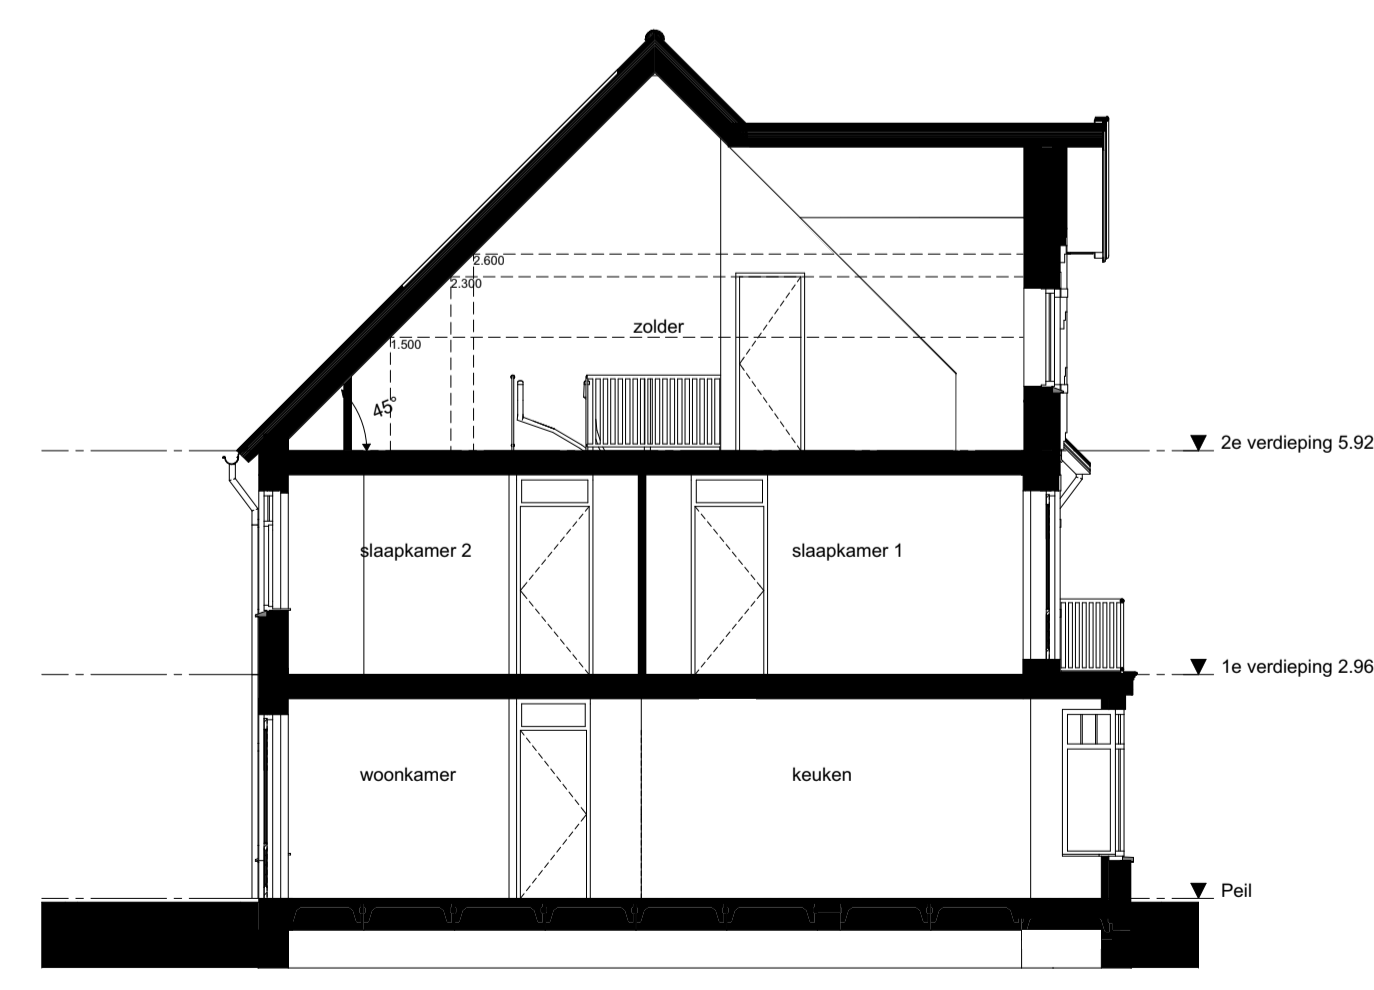 2.600
2.300
zolder
1.500
45°
2e verdieping 5.92
slaapkamer 2
slaapkamer 1
1e verdieping 2.96
woonkamer
keuken
Peil